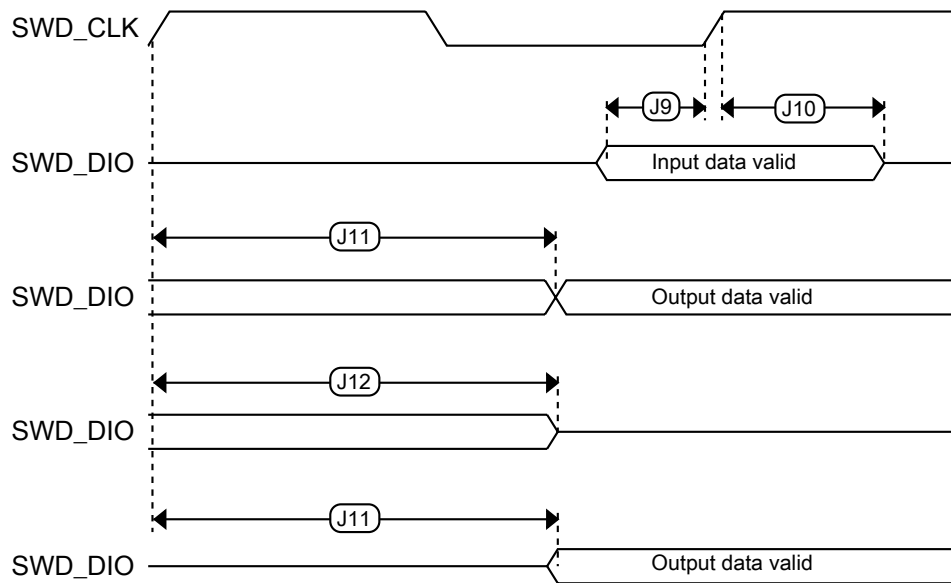 SWD_CLK
J9
J10
SWD_DIO
Input data valid
J11
SWD_DIO
Output data valid
J12
SWD_DIO
J11
SWD_DIO
Output data valid